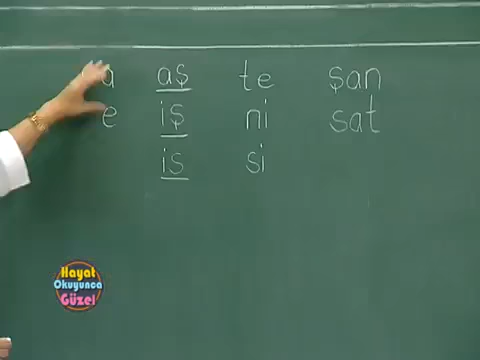 a aş te şan
e iş ni sat
is si
Hayat
Okuyunca
Güzel